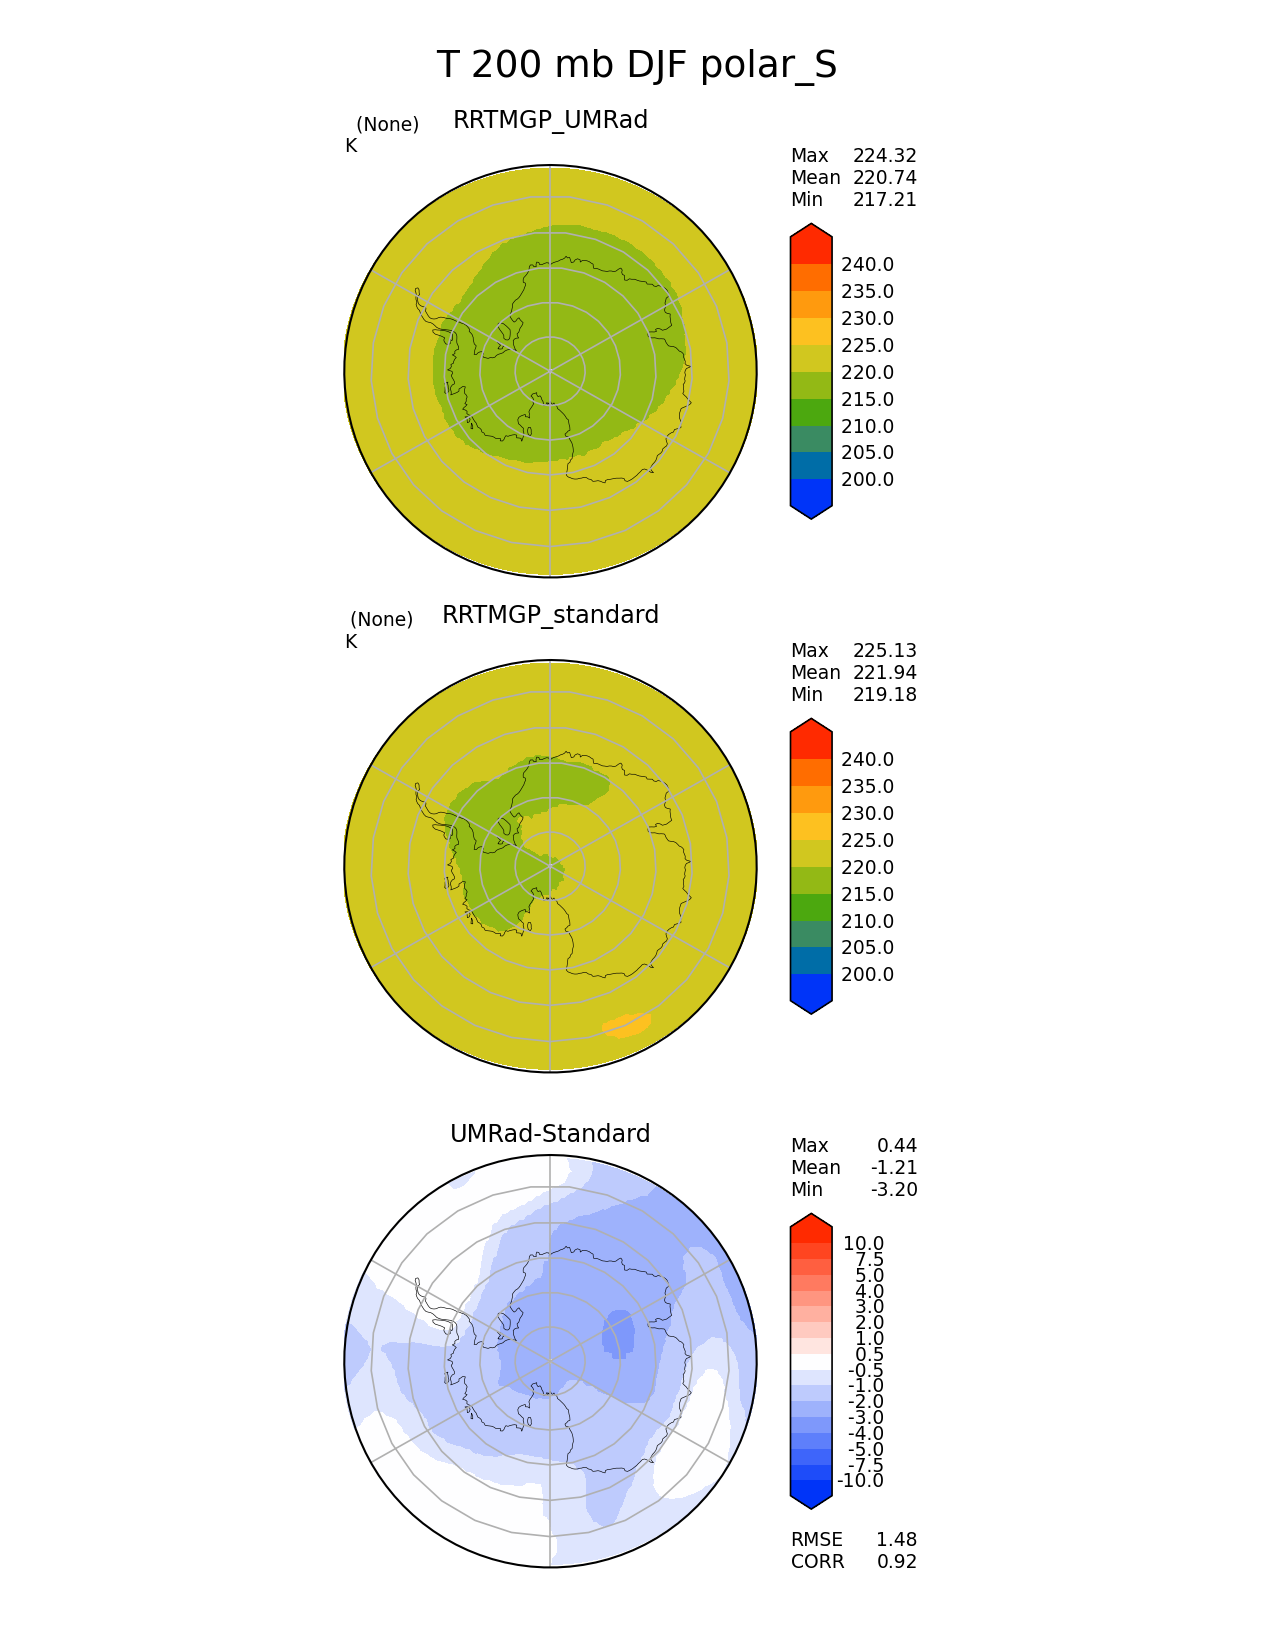 T 200 mb DJF polar_S
(None) RRTMGP_UMRad
K
Max 224.32
Mean 220.74
Min 217.21
240.0
235.0
230.0
225.0
220.0
215.0
210.0
205.0
200.0
(None) RRTMGP_standard
K
Max 225.13
Mean 221.94
Min 219.18
240.0
235.0
230.0
225.0
220.0
215.0
210.0
205.0
200.0
UMRad-Standard
Max 0.44
Mean -1.21
Min -3.20
10.0
7.5
5.0
4.0
3.0
2.0
1.0
0.5
-0.5
-1.0
-2.0
-3.0
-4.0
-5.0
-7.5
-10.0
RMSE 1.48
CORR 0.92